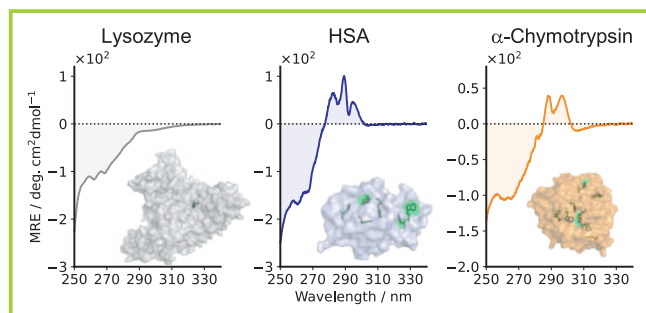 Lysozyme
HSA
α-Chymotrypsin
×10²
×10²
×10²
MRE / deg. cm²dmol⁻¹
1
0
−1
−2
−3
1
0
−1
−2
−3
0.5
0.0
−0.5
−1.0
−1.5
−2.0
250 270 290 310 330
250 270 290 310 330
250 270 290 310 330
Wavelength / nm